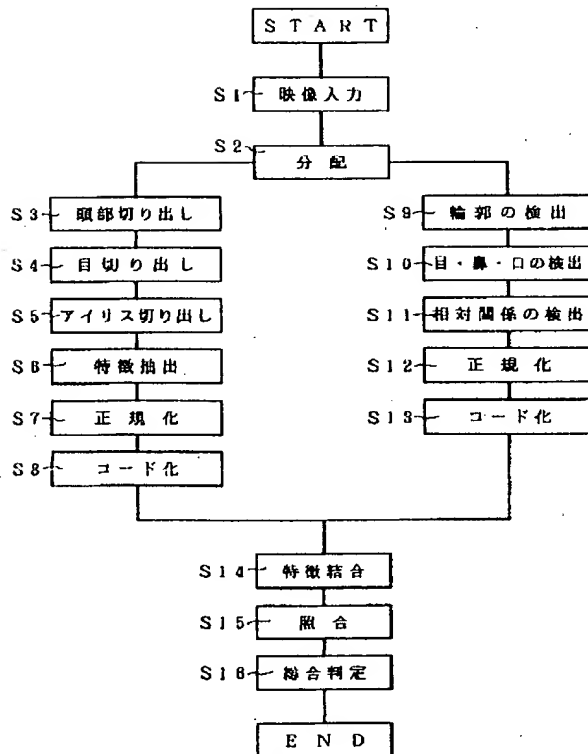 START
S1 映像入力
S2 分配
S3 頭部切り出し
S4 目切り出し
S5 アイリス切り出し
S6 特徴抽出
S7 正規化
S8 コード化
S9 輪郭の検出
S10 目・鼻・口の検出
S11 相対関係の検出
S12 正規化
S13 コード化
S14 特徴結合
S15 照合
S16 総合判定
END